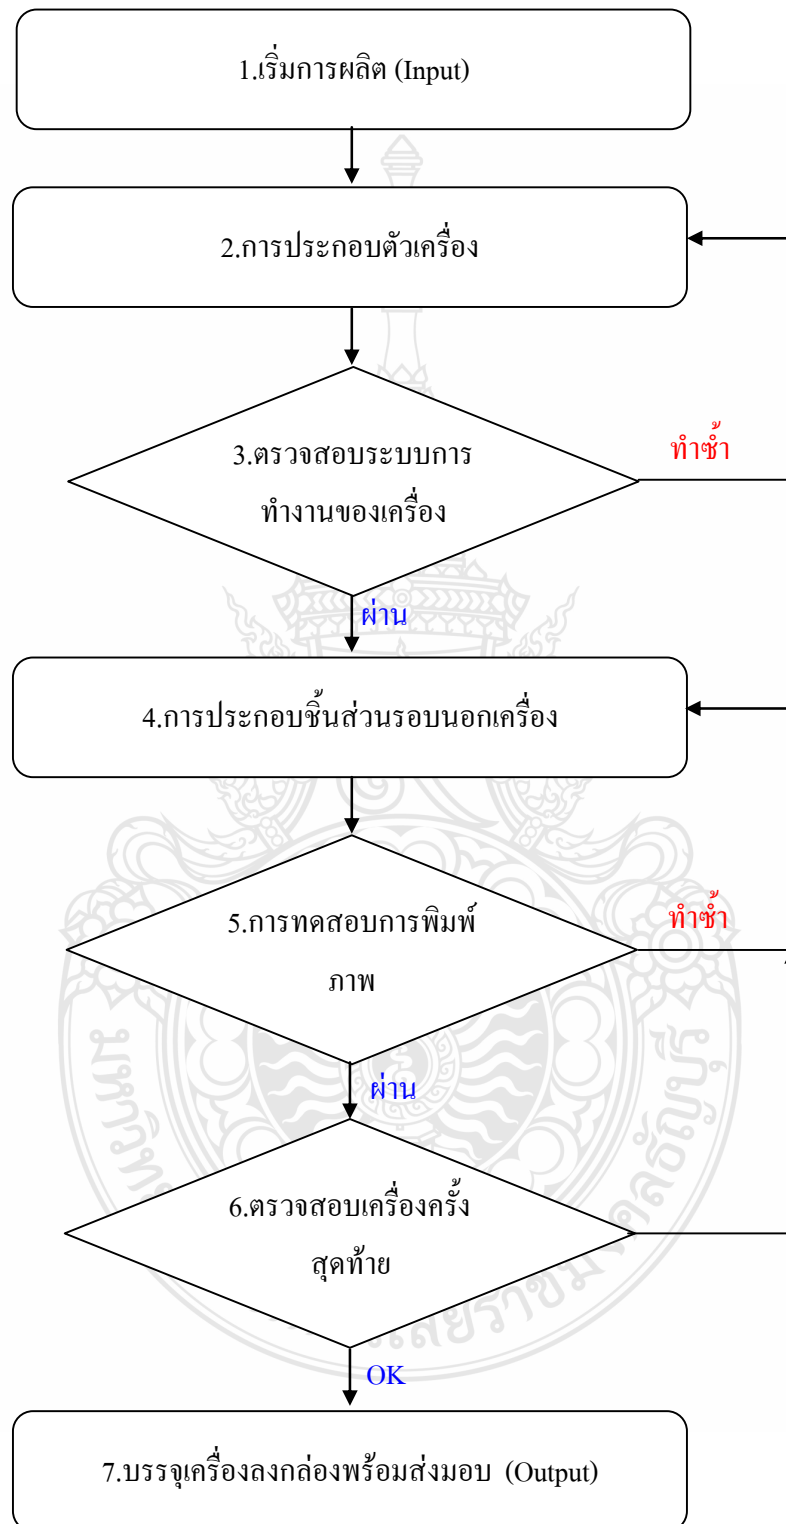 1.เริ่มการผลิต (Input)
2.การประกอบตัวเครื่อง
3.ตรวจสอบระบบการ
ทำซ้ำ
ทำงานของเครื่อง
ผ่าน
4.การประกอบชิ้นส่วนรอบนอกเครื่อง
5.การทดสอบการพิมพ์
ทำซ้ำ
ภาพ
ผ่าน
6.ตรวจสอบเครื่องครั้ง
สุดท้าย
OK
7.บรรจุเครื่องลงกล่องพร้อมส่งมอบ (Output)